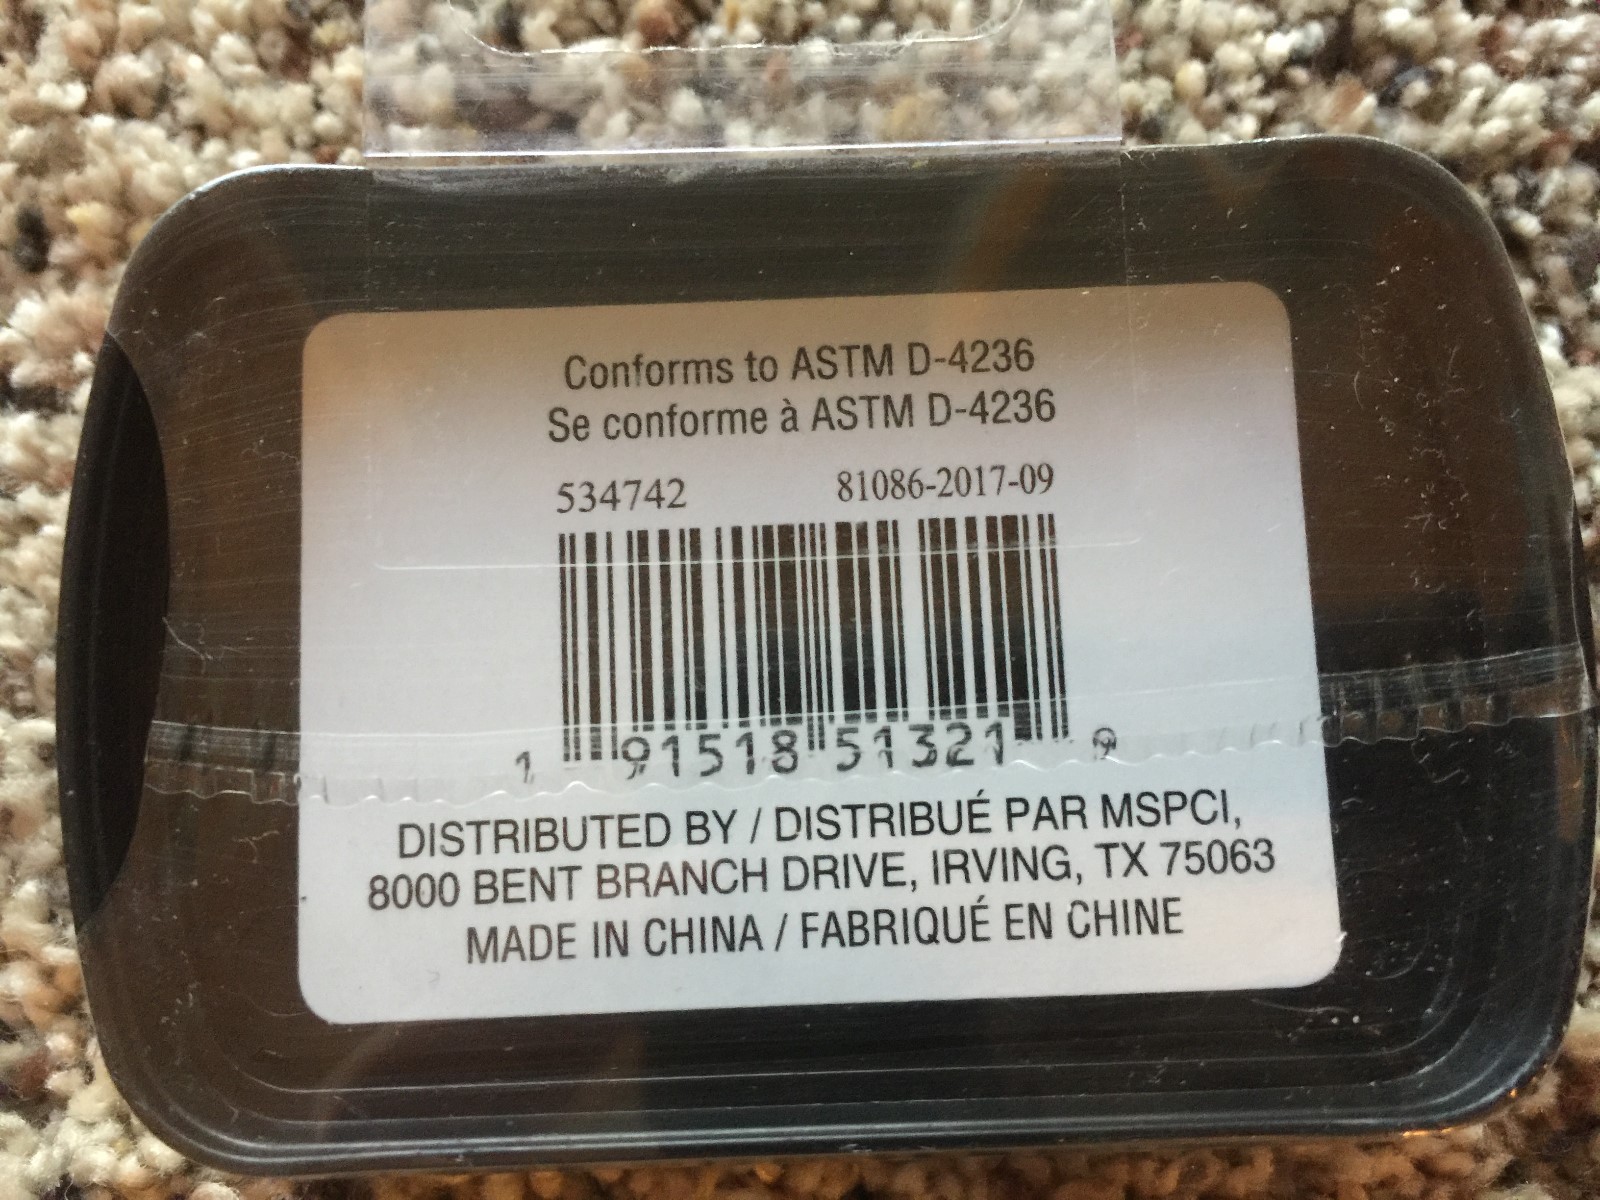 Conforms to ASTM D-4236
Se conforme à ASTM D-4236
534742 81086-2017-09
1 91518 51321 9
DISTRIBUTED BY / DISTRIBUÉ PAR MSPCI,
8000 BENT BRANCH DRIVE, IRVING, TX 75063
MADE IN CHINA / FABRIQUÉ EN CHINE